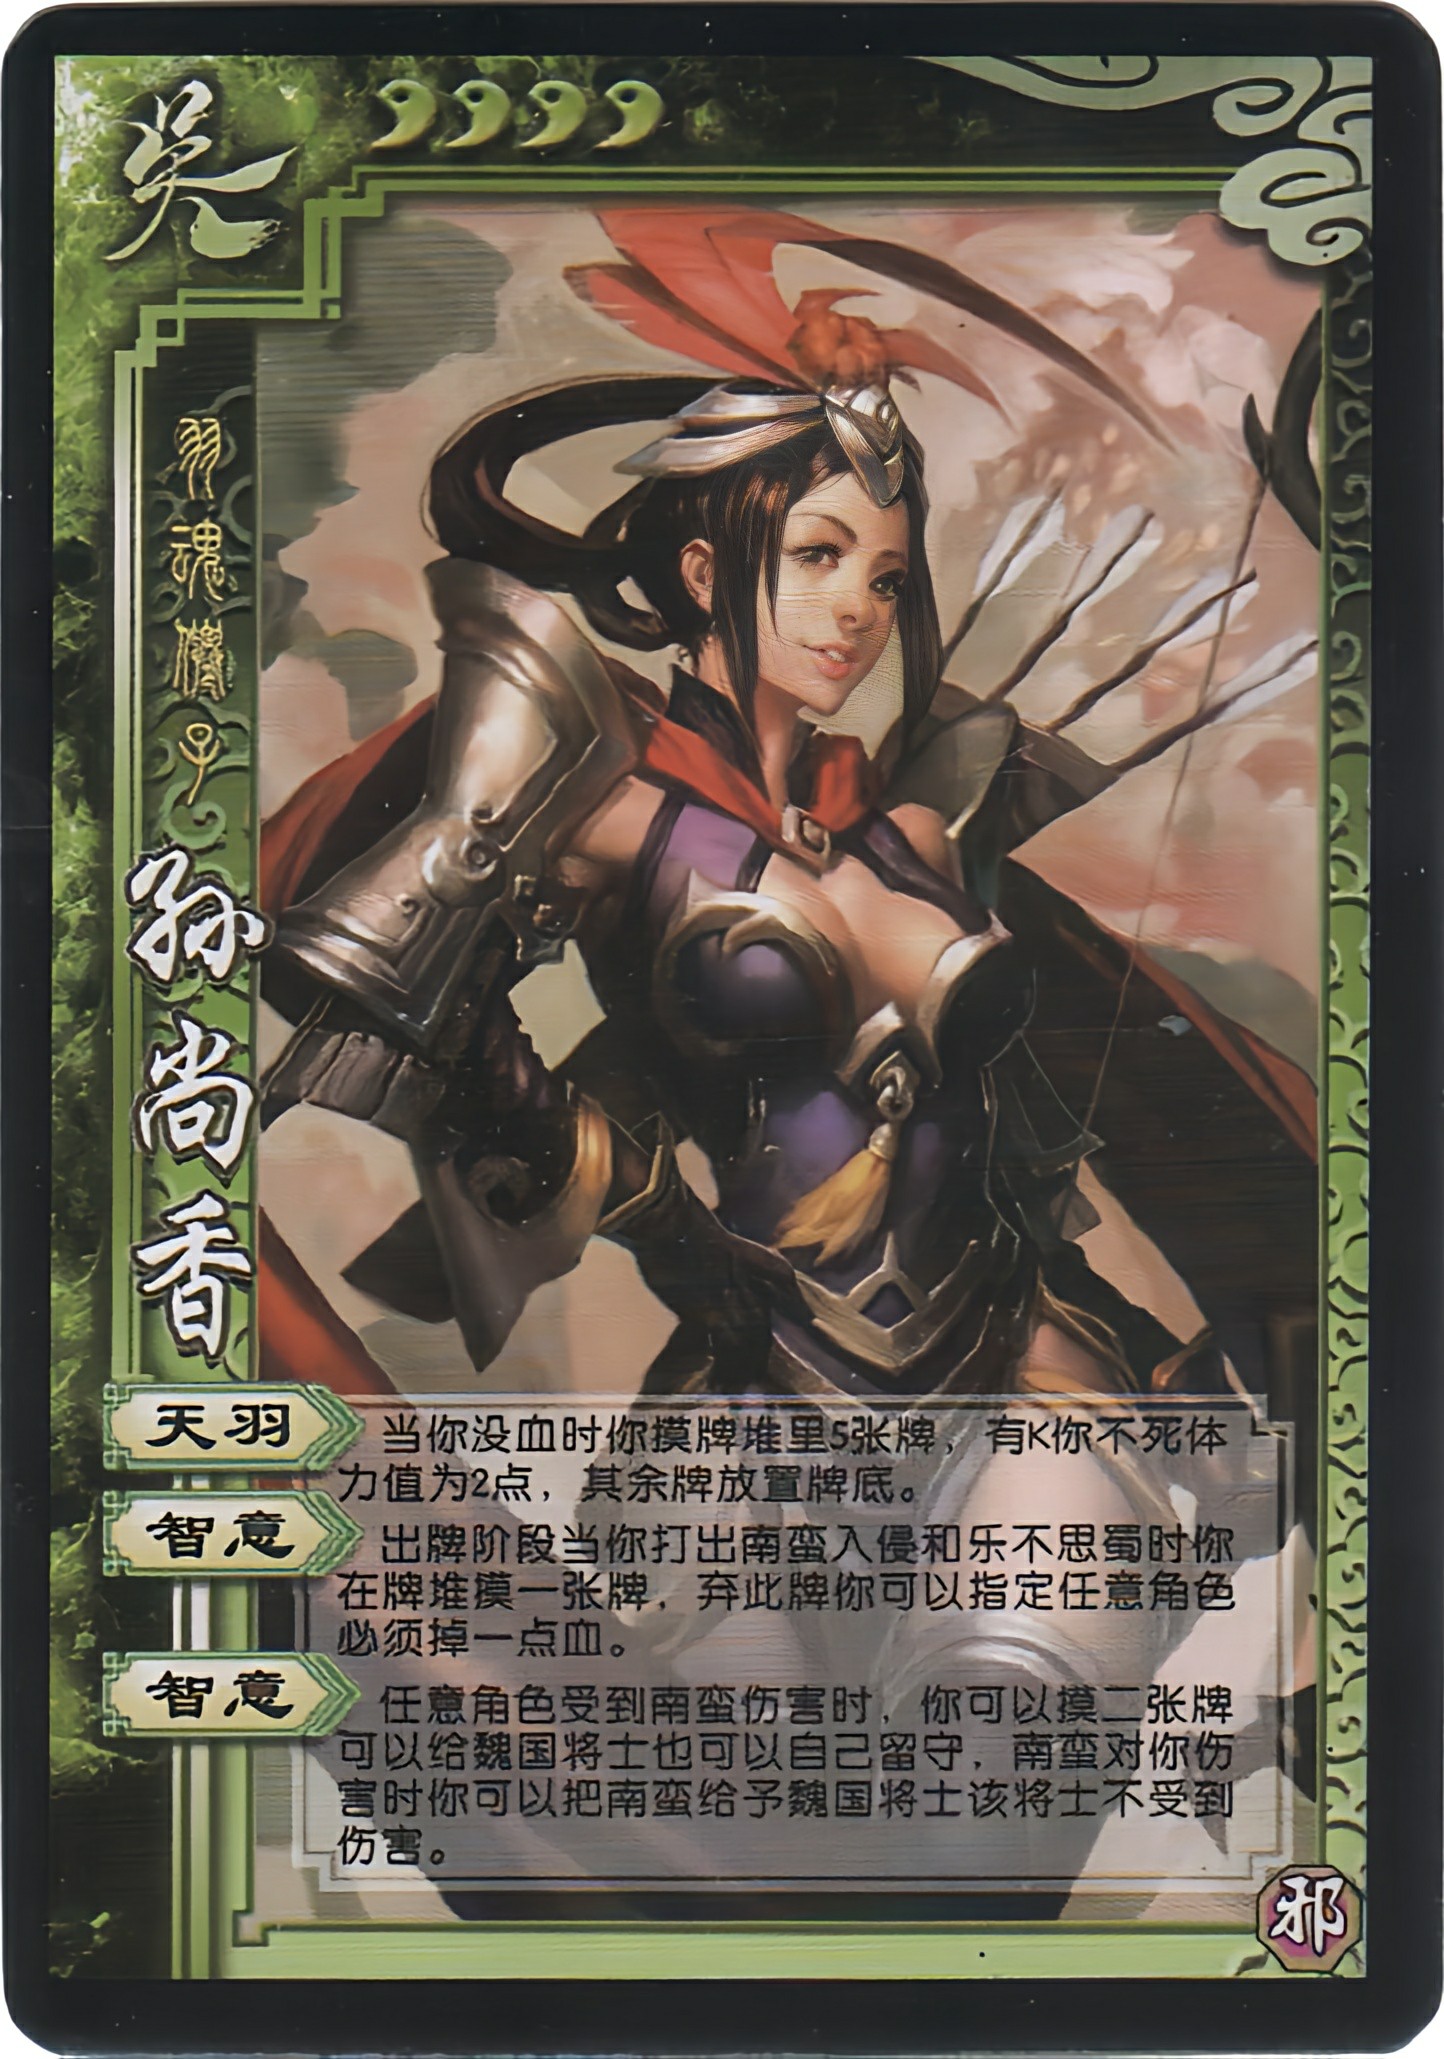 吴
羽魂儛子
孙尚香
天羽
当你没血时你摸牌堆里5张牌，有K你不死体
力值为2点，其余牌放置牌底。
智意
出牌阶段当你打出南蛮入侵和乐不思蜀时你
在牌堆摸一张牌，弃此牌你可以指定任意角色
必须掉一点血。
智意
任意角色受到南蛮伤害时，你可以摸二张牌
可以给魏国将士也可以自己留守，南蛮对你伤
害时你可以把南蛮给予魏国将士该将士不受到
伤害。
邪